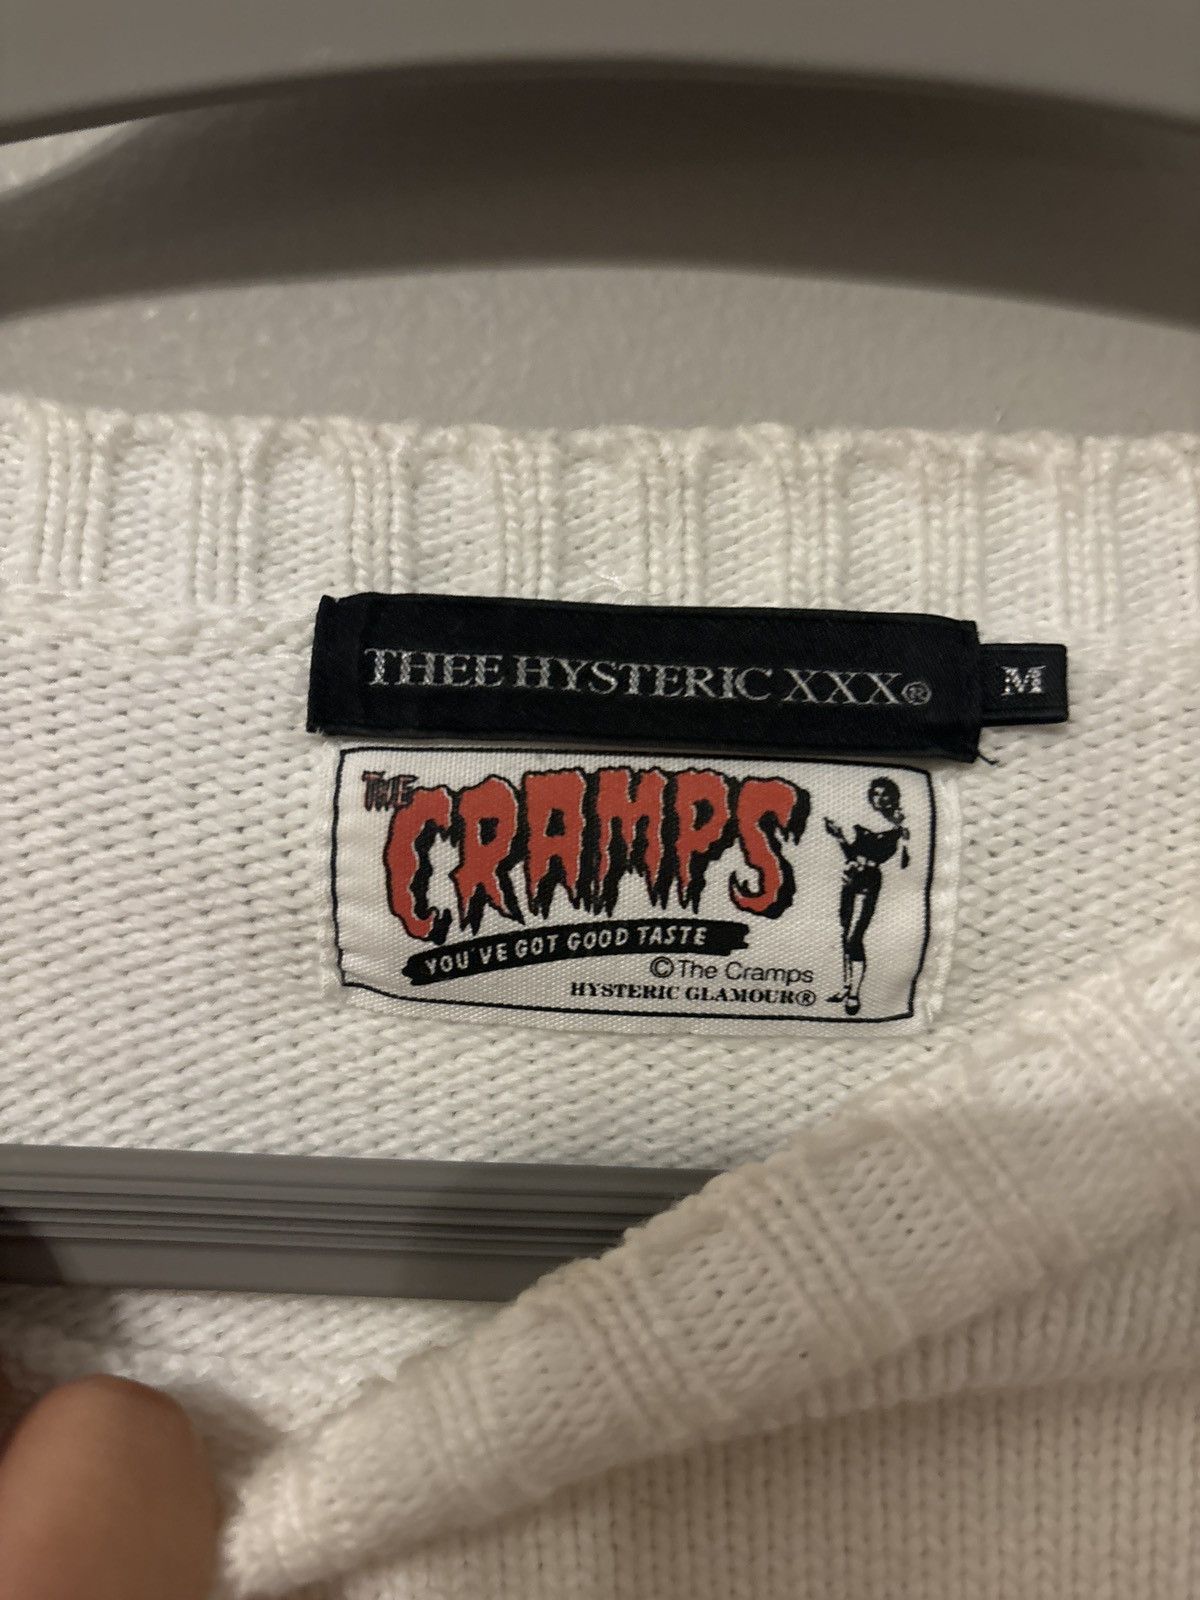 THEE HYSTERIC XXX®
M
THE
CRAMPS
YOU'VE GOT GOOD TASTE
©The Cramps
HYSTERIC GLAMOUR®